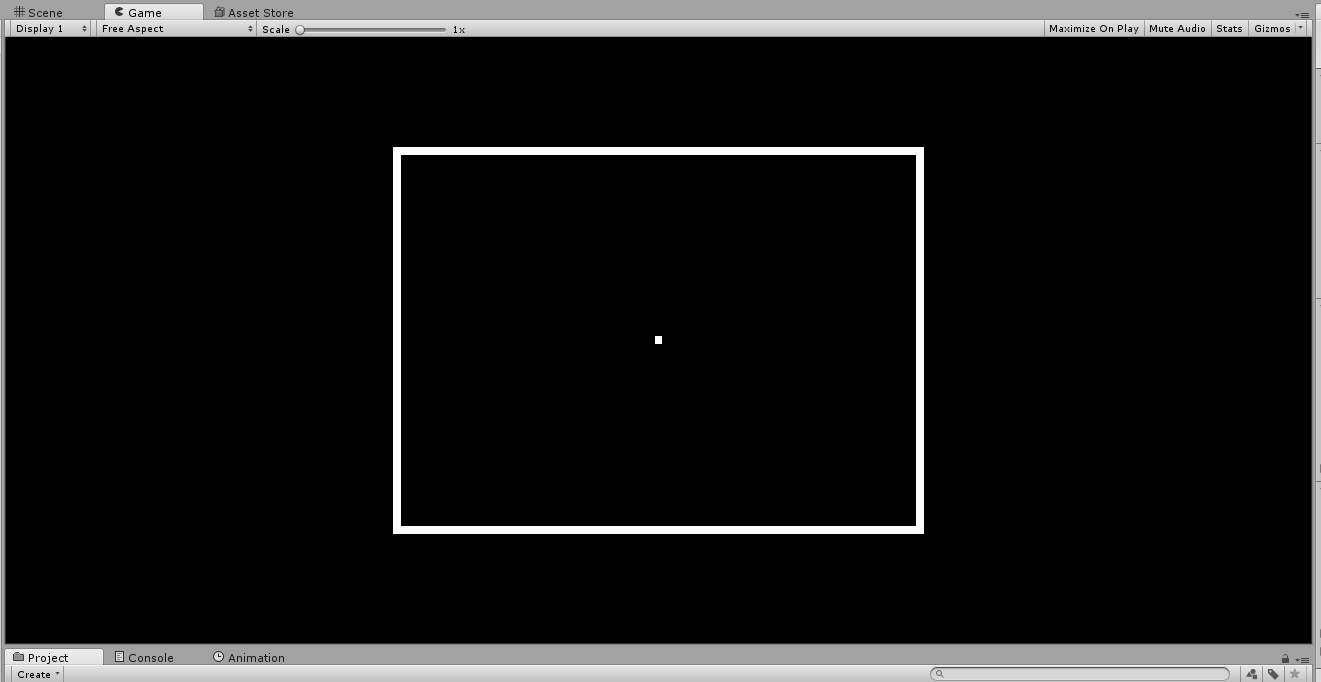 Scene Game Asset Store
Display 1 Free Aspect Scale 1x Maximize On Play Mute Audio Stats Gizmos
Project Console Animation
Create